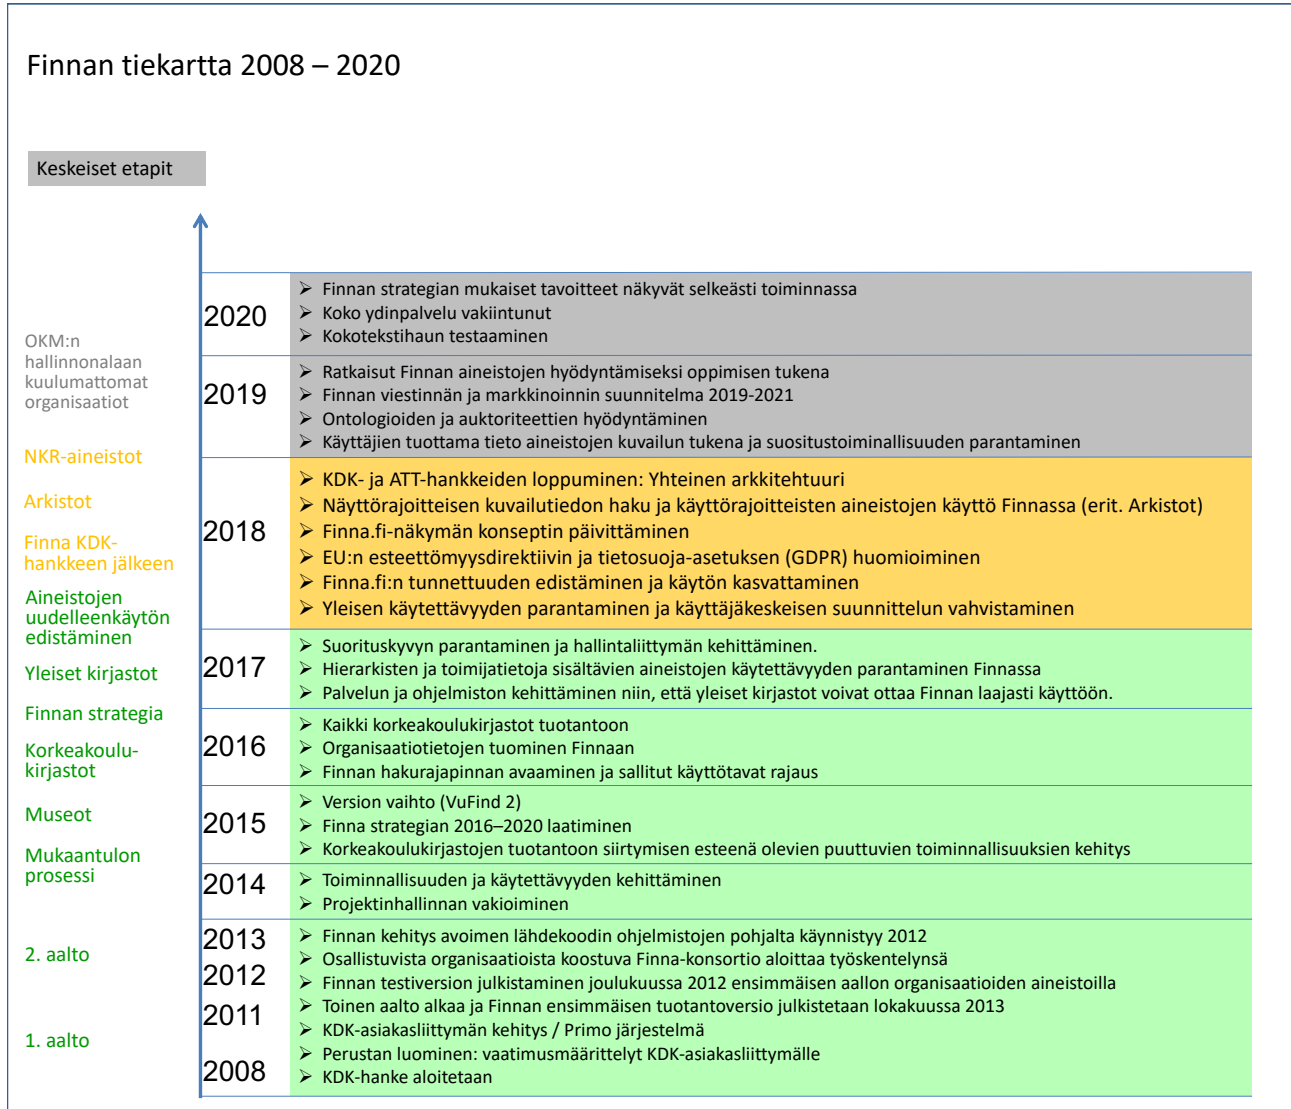 Finnan tiekartta 2008 – 2020
Keskeiset etapit
OKM:n
hallinnonalaan
kuulumattomat
organisaatiot
NKR-aineistot
Arkistot
Finna KDK-
hankkeen jälkeen
Aineistojen
uudelleenkäytön
edistäminen
Yleiset kirjastot
Finnan strategia
Korkeakoulu-
kirjastot
Museot
Mukaantulon
prosessi
2. aalto
1. aalto
2020
➢ Finnan strategian mukaiset tavoitteet näkyvät selkeästi toiminnassa
➢ Koko ydinpalvelu vakiintunut
➢ Kokotekstihaun testaaminen
2019
➢ Ratkaisut Finnan aineistojen hyödyntämiseksi oppimisen tukena
➢ Finnan viestinnän ja markkinoinnin suunnitelma 2019-2021
➢ Ontologioiden ja auktoriteettien hyödyntäminen
➢ Käyttäjien tuottama tieto aineistojen kuvailun tukena ja suositustoiminallisuuden parantaminen
2018
➢ KDK- ja ATT-hankkeiden loppuminen: Yhteinen arkkitehtuuri
➢ Näyttörajoitteisen kuvailutiedon haku ja käyttörajoitteisten aineistojen käyttö Finnassa (erit. Arkistot)
➢ Finna.fi-näkymän konseptin päivittäminen
➢ EU:n esteettömyysdirektiivin ja tietosuoja-asetuksen (GDPR) huomioiminen
➢ Finna.fi:n tunnettuuden edistäminen ja käytön kasvattaminen
➢ Yleisen käytettävyyden parantaminen ja käyttäjäkeskeisen suunnittelun vahvistaminen
2017
➢ Suorituskyvyn parantaminen ja hallintaliittymän kehittäminen.
➢ Hierarkisten ja toimijatietoja sisältävien aineistojen käytettävyyden parantaminen Finnassa
➢ Palvelun ja ohjelmiston kehittäminen niin, että yleiset kirjastot voivat ottaa Finnan laajasti käyttöön.
2016
➢ Kaikki korkeakoulukirjastot tuotantoon
➢ Organisaatiotietojen tuominen Finnaan
➢ Finnan hakurajapinnan avaaminen ja sallitut käyttötavat rajaus
2015
➢ Version vaihto (VuFind 2)
➢ Finna strategian 2016–2020 laatiminen
➢ Korkeakoulukirjastojen tuotantoon siirtymisen esteenä olevien puuttuvien toiminnallisuuksien kehitys
2014
➢ Toiminnallisuuden ja käytettävyyden kehittäminen
➢ Projektinhallinnan vakioiminen
2013
2012
2011
2008
➢ Finnan kehitys avoimen lähdekoodin ohjelmistojen pohjalta käynnistyy 2012
➢ Osallistuvista organisaatioista koostuva Finna-konsortio aloittaa työskentelynsä
➢ Finnan testiversion julkistaminen joulukuussa 2012 ensimmäisen aallon organisaatioiden aineistoilla
➢ Toinen aalto alkaa ja Finnan ensimmäisen tuotantoversio julkistetaan lokakuussa 2013
➢ KDK-asiakasliittymän kehitys / Primo järjestelmä
➢ Perustan luominen: vaatimusmäärittelyt KDK-asiakasliittymälle
➢ KDK-hanke aloitetaan